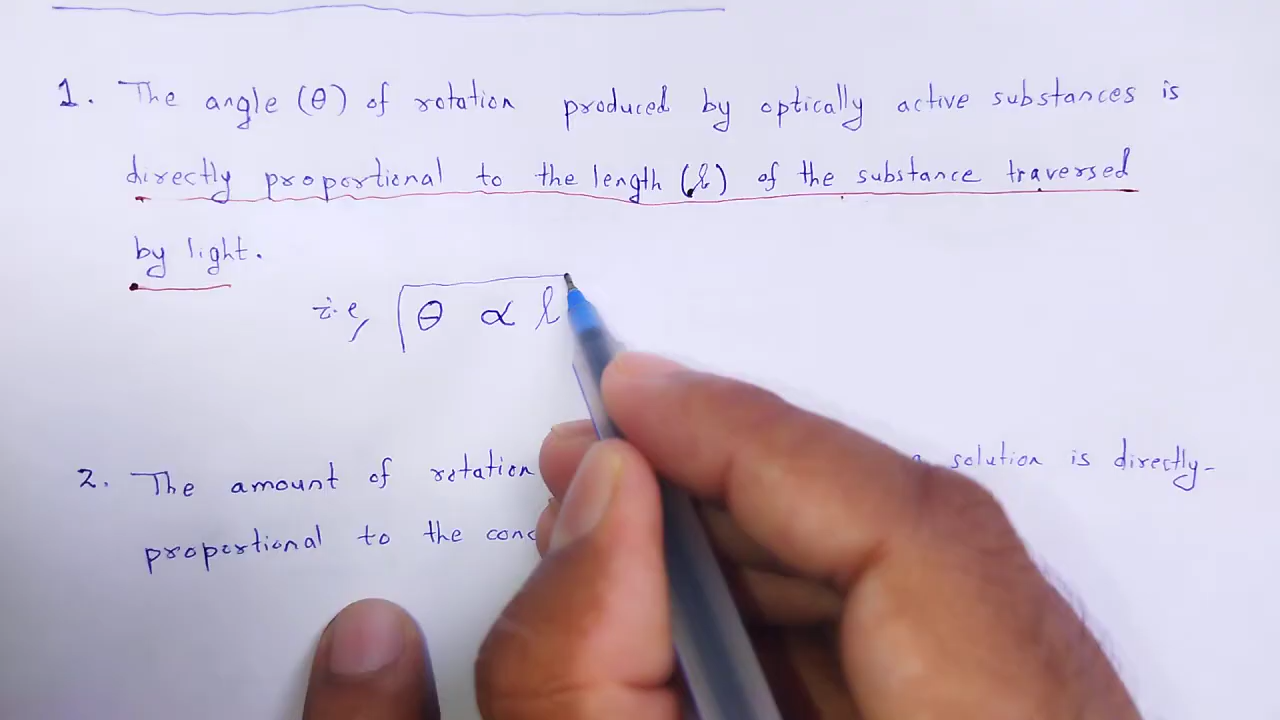 1. The angle (θ) of rotation produced by optically active substances is
directly proportional to the length (l) of the substance traversed
by light.
i.e, θ ∝ l
2. The amount of rotation solution is directly-
proportional to the